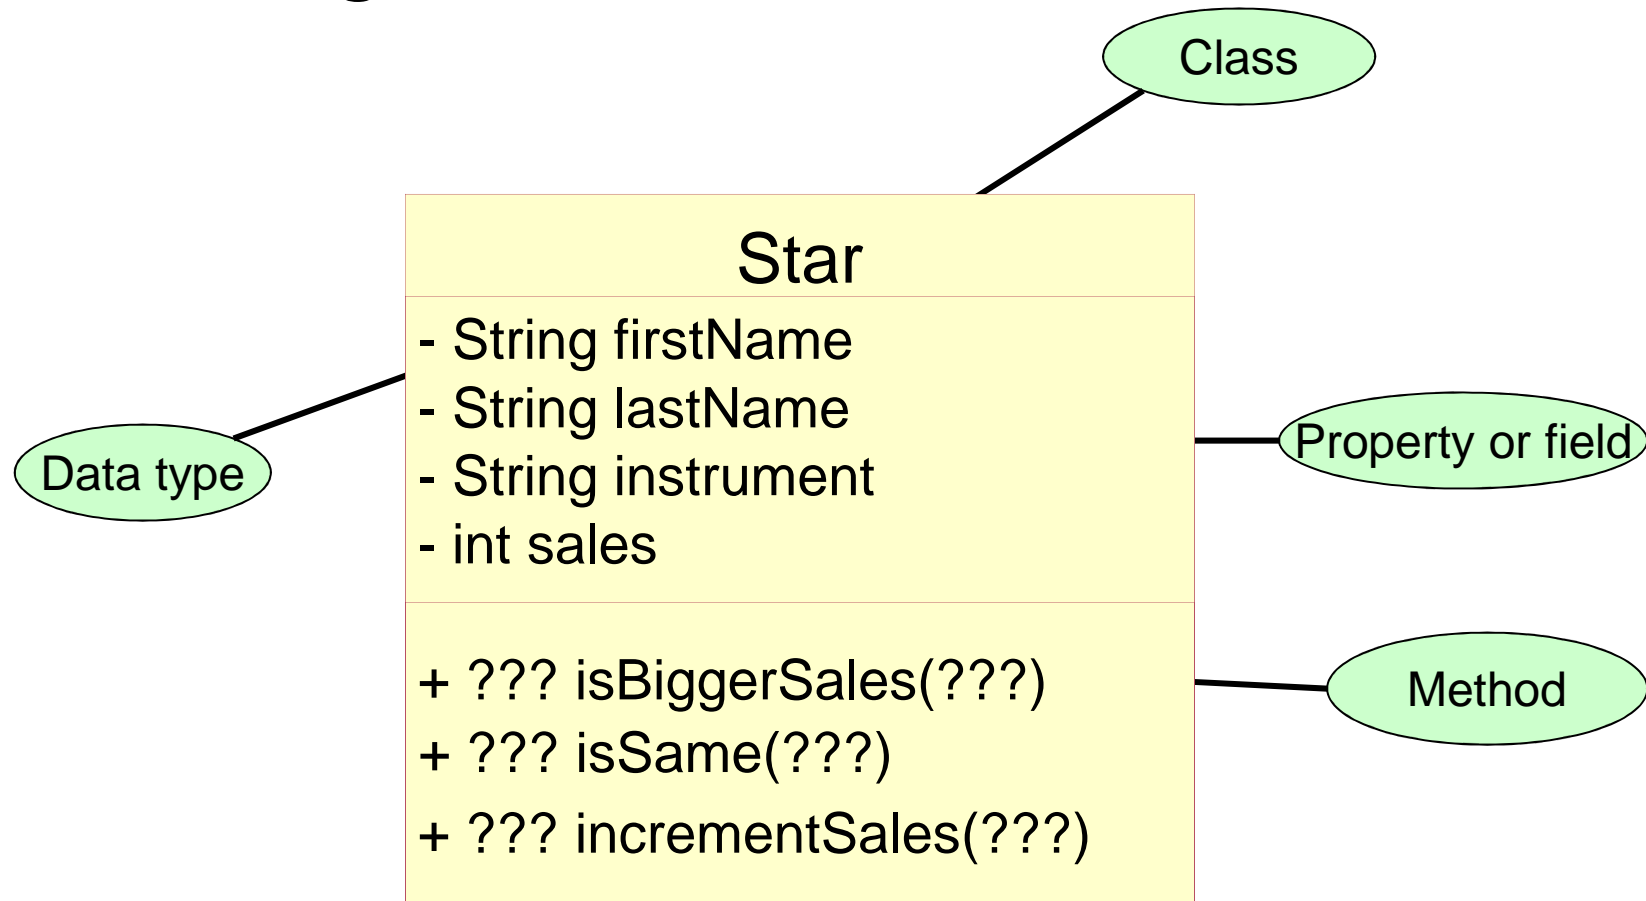 Class
Star
- String firstName
- String lastName
- String instrument
- int sales
Data type
Property or field
+ ??? isBiggerSales(???)
+ ??? isSame(???)
+ ??? incrementSales(???)
Method